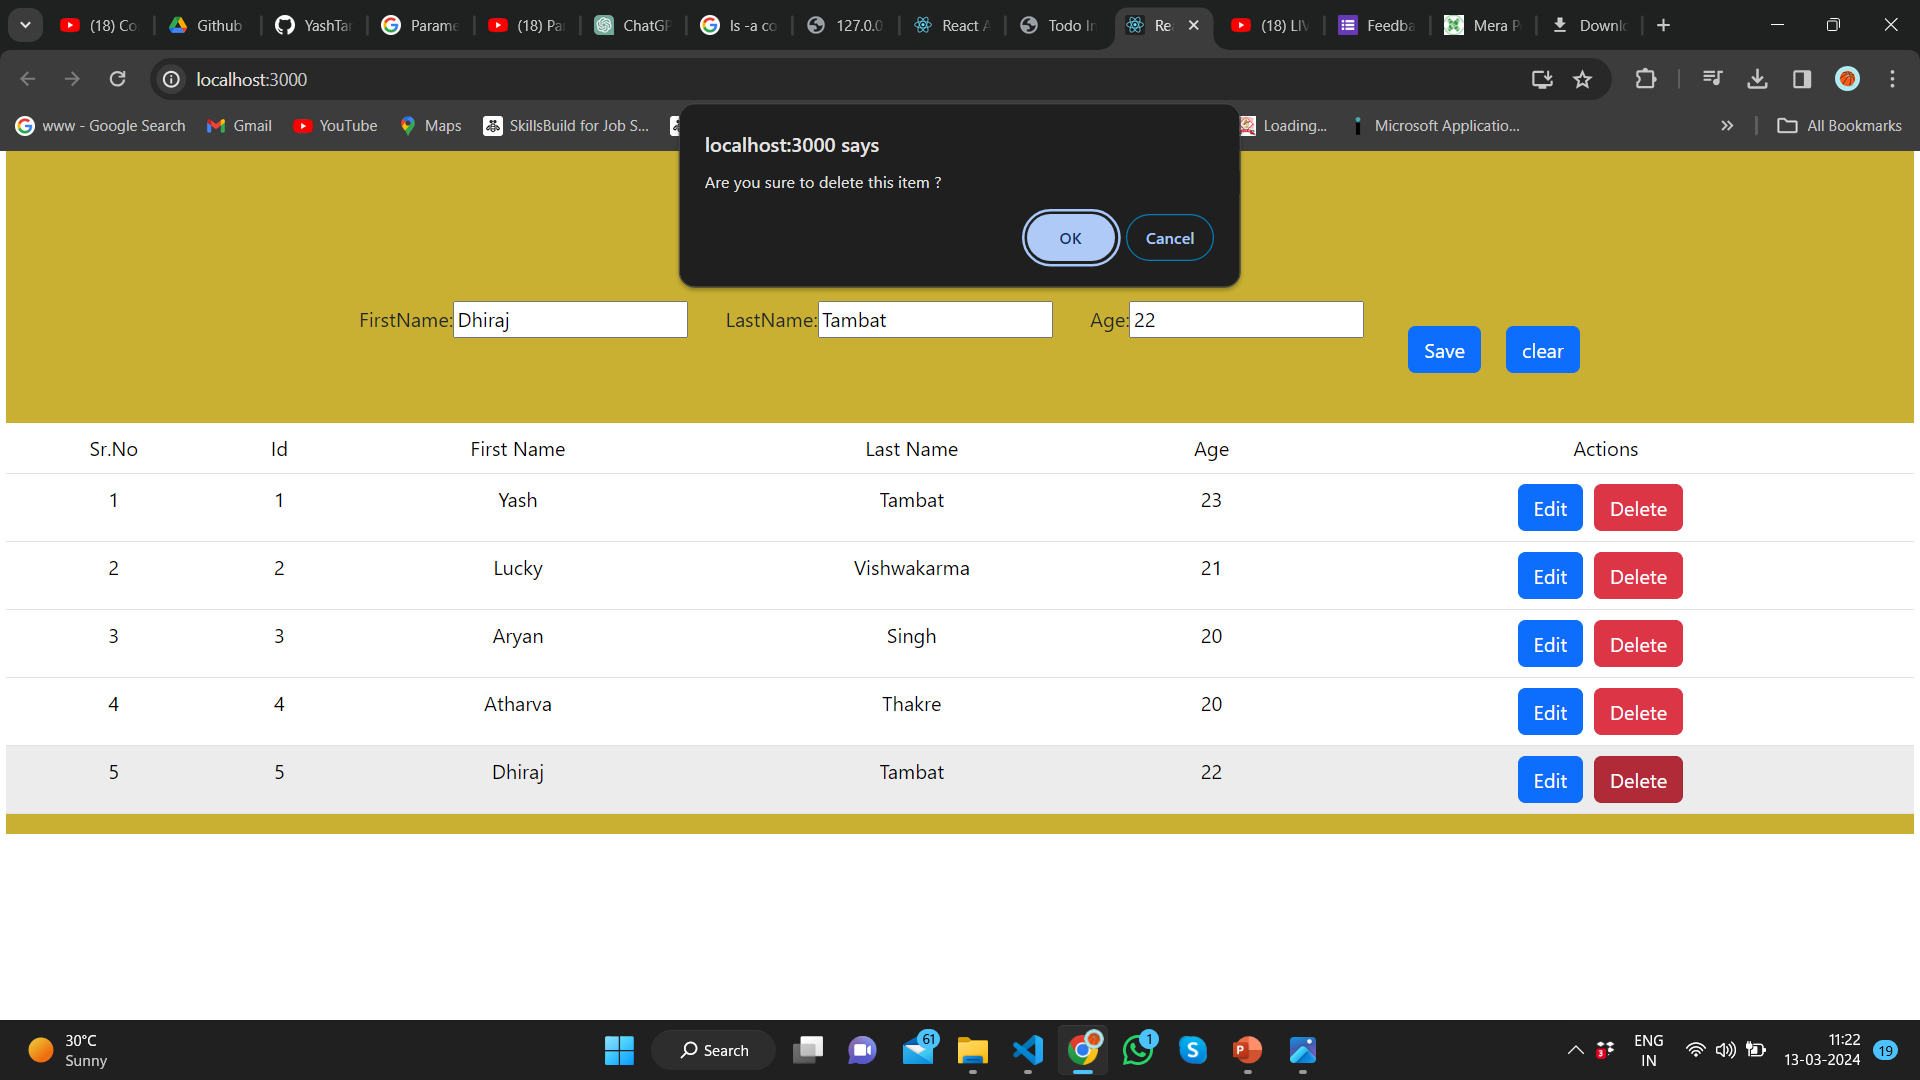 (18) Co
Github
YashTar
Parame
(18) Pa
ChatGP
ls -a co
127.0.0
React A
Todo In
Re
(18) LIV
Feedba
Mera P
Downlo
localhost:3000
www - Google Search
Gmail
YouTube
Maps
SkillsBuild for Job S...
Loading...
Microsoft Applicatio...
All Bookmarks
localhost:3000 says
Are you sure to delete this item ?
OK Cancel
FirstName: Dhiraj LastName: Tambat Age: 22
Save clear
Sr.No Id First Name Last Name Age Actions
1 1 Yash Tambat 23 Edit Delete
2 2 Lucky Vishwakarma 21 Edit Delete
3 3 Aryan Singh 20 Edit Delete
4 4 Atharva Thakre 20 Edit Delete
5 5 Dhiraj Tambat 22 Edit Delete
30°C
Sunny
Search
61
1
3
ENG
IN
11:22
13-03-2024
19